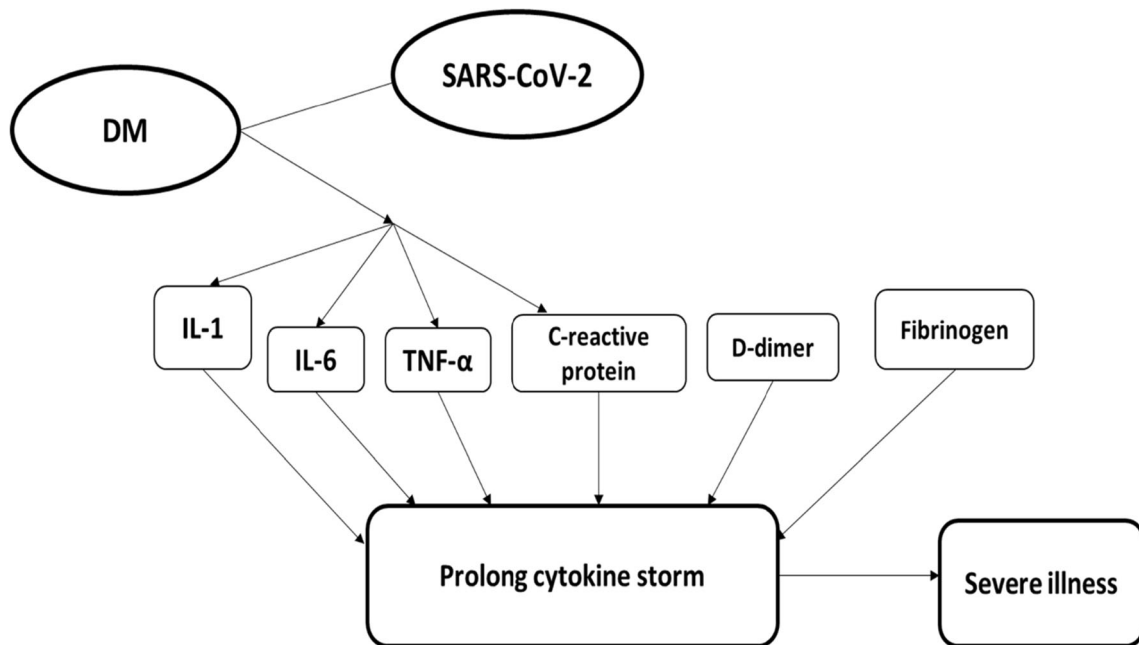 SARS-CoV-2
DM
IL-1
IL-6
TNF-α
C-reactive
protein
D-dimer
Fibrinogen
Prolong cytokine storm
Severe illness